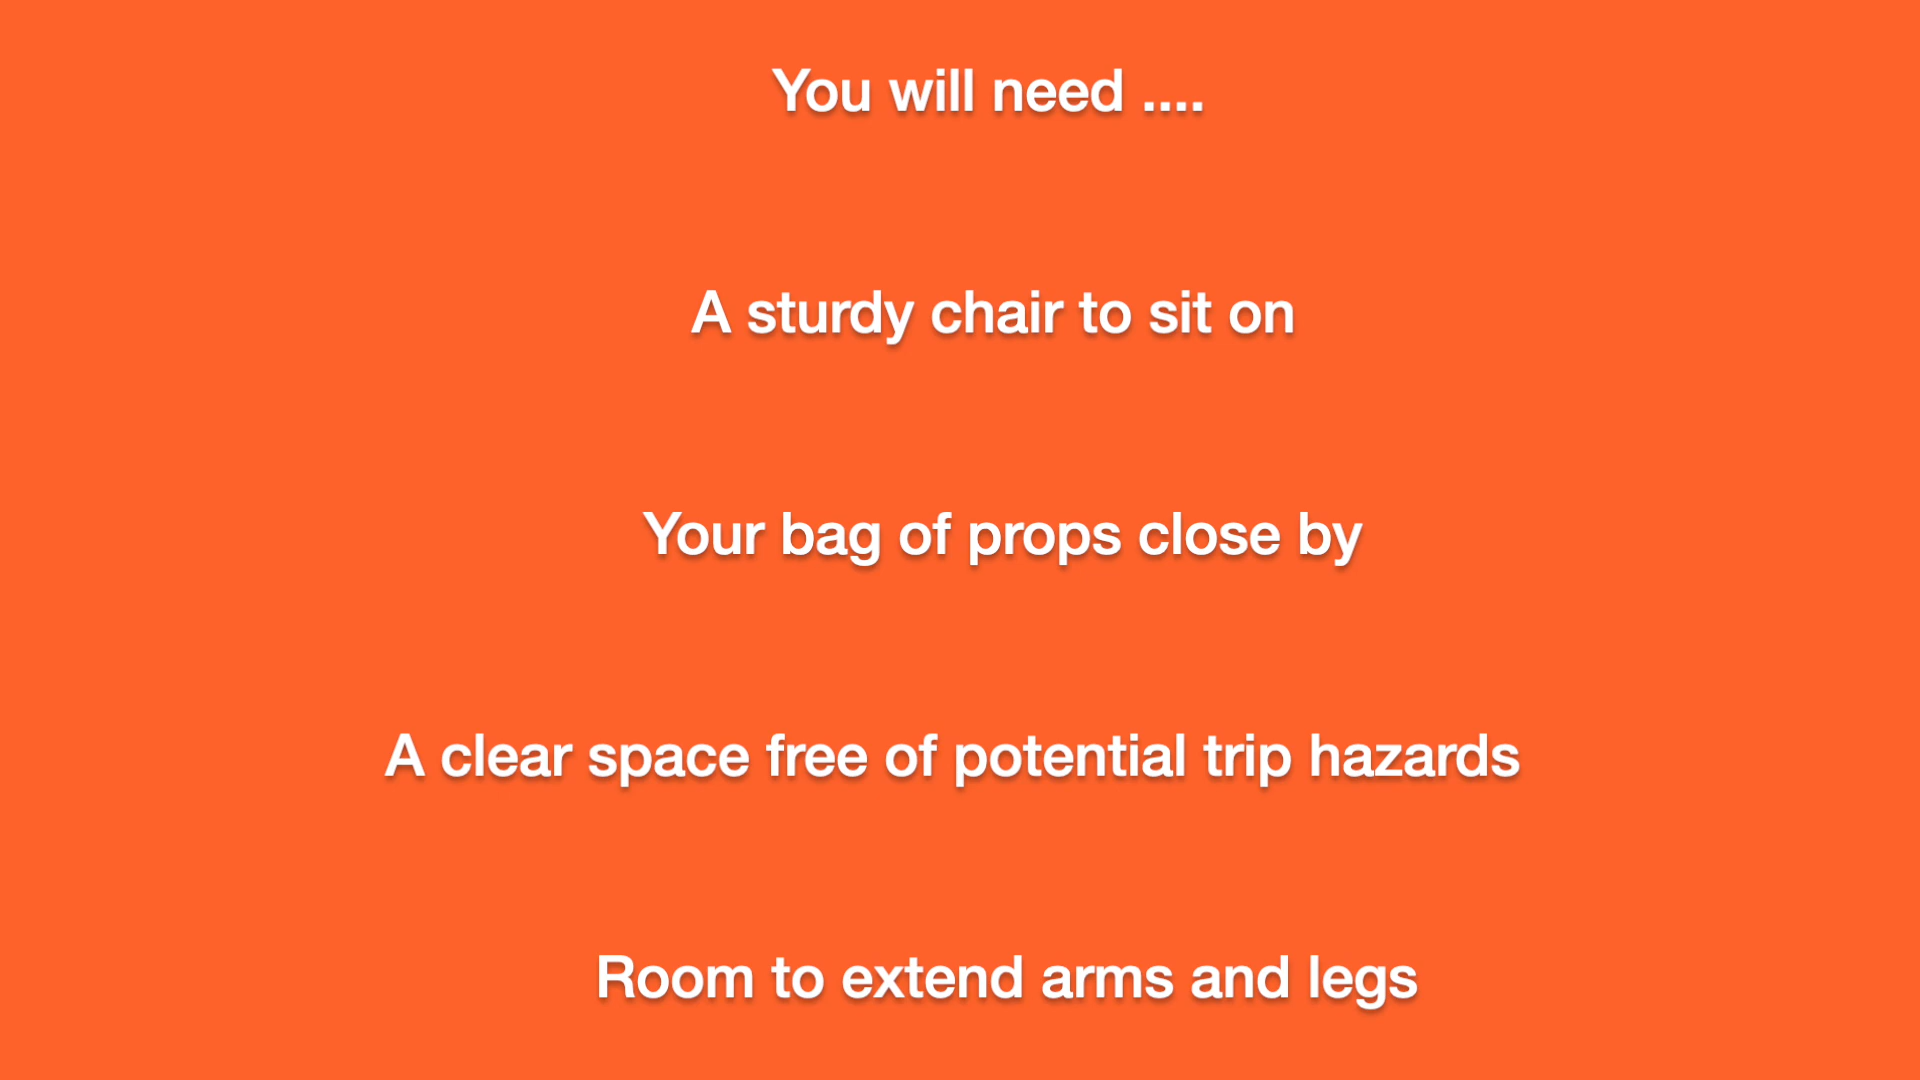 You will need ....
A sturdy chair to sit on
Your bag of props close by
A clear space free of potential trip hazards
Room to extend arms and legs